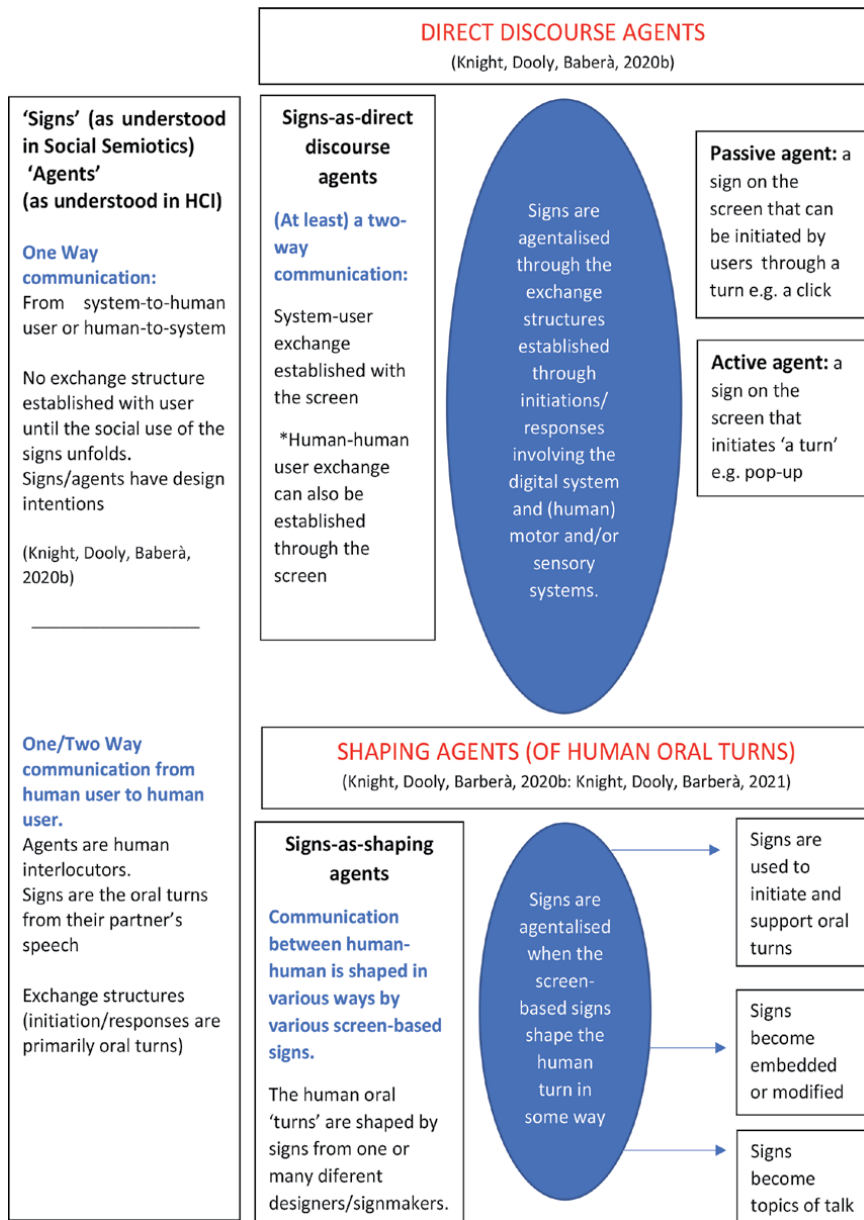 DIRECT DISCOURSE AGENTS
(Knight, Dooly, Baberà, 2020b)
‘Signs’ (as understood
in Social Semiotics)
‘Agents’
(as understood in HCI)
One Way
communication:
From system-to-human
user or human-to-system
No exchange structure
established with user
until the social use of the
signs unfolds.
Signs/agents have design
intentions
(Knight, Dooly, Baberà,
2020b)
One/Two Way
communication from
human user to human
user.
Agents are human
interlocutors.
Signs are the oral turns
from their partner’s
speech
Exchange structures
(initiation/responses are
primarily oral turns)
Signs-as-direct
discourse
agents
(At least) a two-
way
communication:
System-user
exchange
established with
the screen
*Human-human
user exchange
can also be
established
through the
screen
Signs are
agentalised
through the
exchange
structures
established
through
initiations/
responses
involving the
digital system
and (human)
motor and/or
sensory
systems.
Passive agent: a
sign on the
screen that can
be initiated by
users through a
turn e.g. a click
Active agent: a
sign on the
screen that
initiates ‘a turn’
e.g. pop-up
SHAPING AGENTS (OF HUMAN ORAL TURNS)
(Knight, Dooly, Barberà, 2020b: Knight, Dooly, Barberà, 2021)
Signs-as-shaping
agents
Communication
between human-
human is shaped in
various ways by
various screen-based
signs.
The human oral
‘turns’ are shaped by
signs from one or
many diferent
designers/signmakers.
Signs are
agentalised
when the
screen-
based signs
shape the
human
turn in
some way
Signs are
used to
initiate and
support oral
turns
Signs
become
embedded
or modified
Signs
become
topics of talk